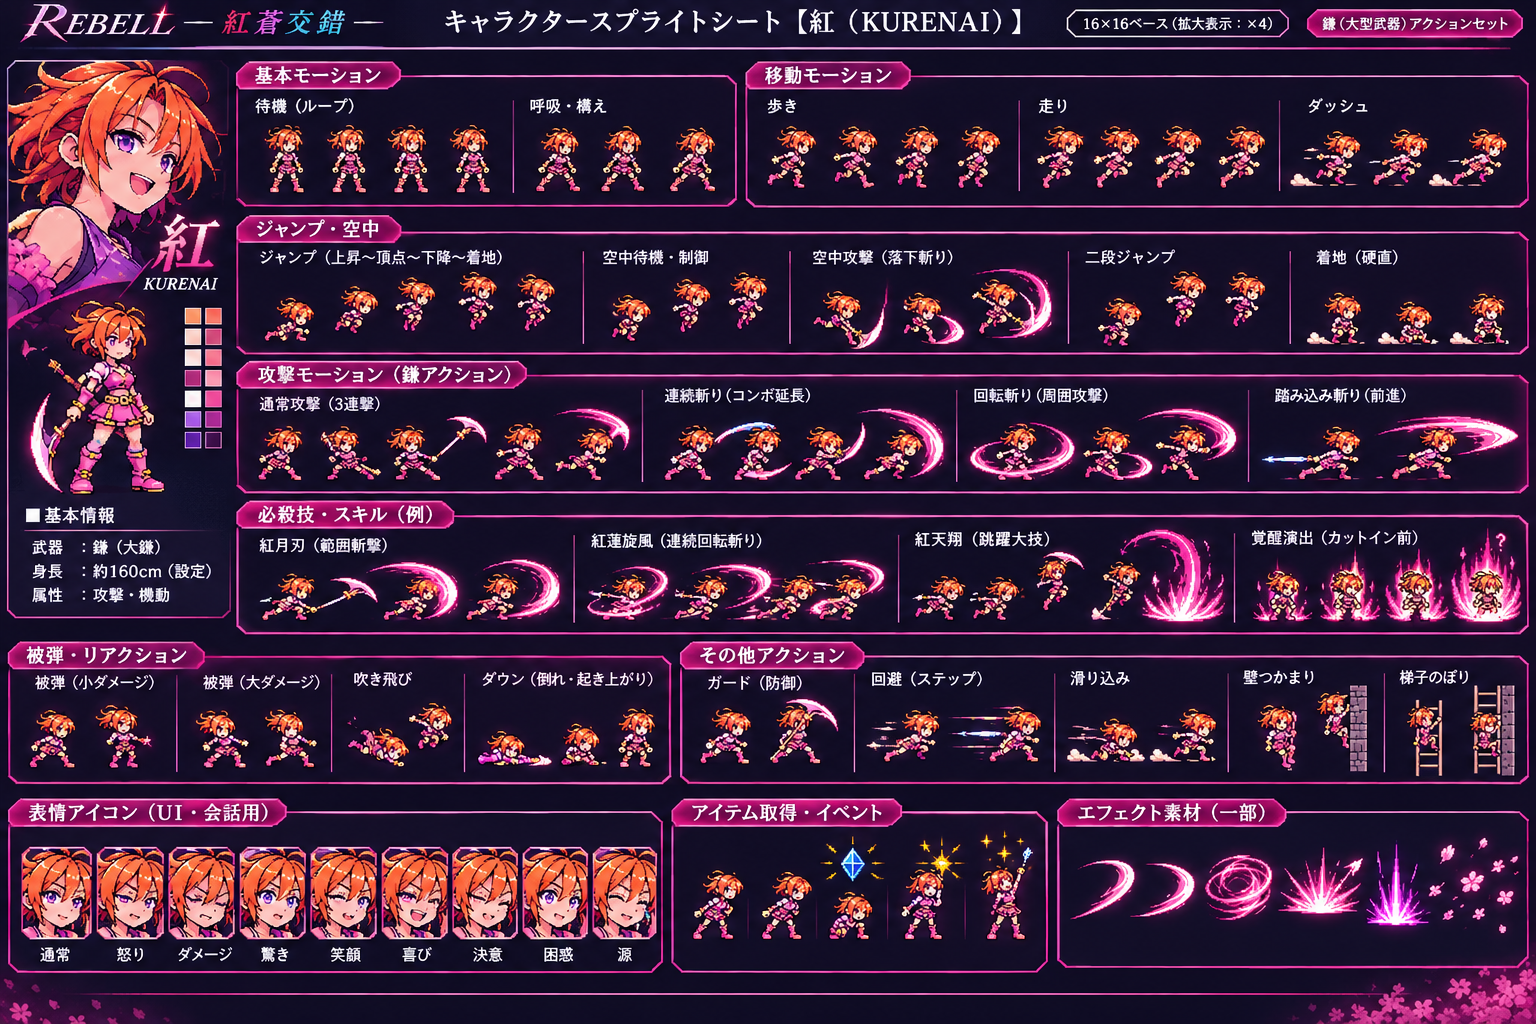 REBELL — 紅蒼交錯 —
キャラクタースプライトシート【紅（KURENAI）】
16×16ベース（拡大表示：×4）
鎌（大型武器）アクションセット
紅
KURENAI
■基本情報
武器 ：鎌（大鎌）
身長 ：約160cm（設定）
属性 ：攻撃・機動
基本モーション
待機（ループ）
呼吸・構え
移動モーション
歩き
走り
ダッシュ
ジャンプ・空中
ジャンプ（上昇〜頂点〜下降〜着地）
空中待機・制御
空中攻撃（落下斬り）
二段ジャンプ
着地（硬直）
攻撃モーション（鎌アクション）
通常攻撃（3連撃）
連続斬り（コンボ延長）
回転斬り（周囲攻撃）
踏み込み斬り（前進）
必殺技・スキル（例）
紅月刃（範囲斬撃）
紅蓮旋風（連続回転斬り）
紅天翔（跳躍大技）
覚醒演出（カットイン前）
?
被弾・リアクション
被弾（小ダメージ）
被弾（大ダメージ）
吹き飛び
ダウン（倒れ・起き上がり）
その他アクション
ガード（防御）
回避（ステップ）
滑り込み
壁つかまり
梯子のぼり
表情アイコン（UI・会話用）
通常
怒り
ダメージ
驚き
笑顔
喜び
決意
困惑
源
アイテム取得・イベント
エフェクト素材（一部）